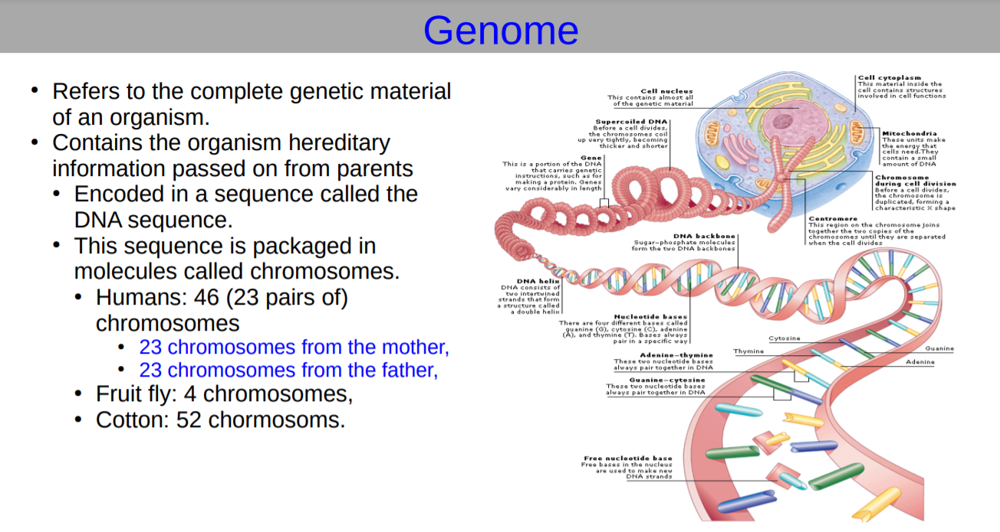 Genome
• Refers to the complete genetic material
of an organism.
• Contains the organism hereditary
information passed on from parents
• Encoded in a sequence called the
DNA sequence.
• This sequence is packaged in
molecules called chromosomes.
• Humans: 46 (23 pairs of)
chromosomes
• 23 chromosomes from the mother,
• 23 chromosomes from the father,
• Fruit fly: 4 chromosomes,
• Cotton: 52 chormosoms.
Cell nucleus
This contains almost all
of the genetic material
Cell cytoplasm
This material inside the
cell contains structures
involved in cell functions
Supercoiled DNA
Before a cell divides,
the chromosomes coil
up very tightly, becoming
thicker and shorter
Mitochondria
These units make
the energy that
cells need.They
contain a small
amount of DNA
Gene
This is a portion of the DNA
that carries genetic
instructions, such as for
making a protein. Genes
vary considerably in length
Chromosome
during cell division
Before a cell divides,
the chromosome is
duplicated, forming a
characteristic X shape
Centromere
This region on the chromosome joins
together the two copies of the
chromosomes until they are separated
when the cell divides
DNA backbone
Sugar-phosphate molecules
form the two DNA backbones
DNA helix
DNA consists of
two intertwined
strands that form
a structure called
a double helix
Nucleotide bases
There are four different bases called
guanine (G), cytosine (C), adenine
(A), and thymine (T). Bases always
pair in a specific way
Cytosine
Thymine
Guanine
Adenine
Adenine-thymine
These two nucleotide bases
always pair together in DNA
Guanine-cytosine
These two nucleotide bases
always pair together in DNA
Free nucleotide base
Free bases in the nucleus
are used to make new
DNA strands